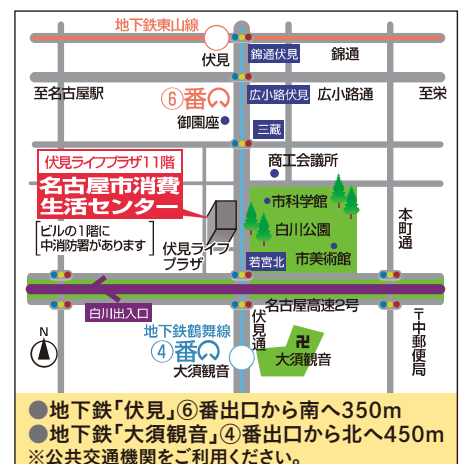 地下鉄東山線
伏見
錦通伏見
錦通
至名古屋駅
⑥番
広小路伏見
広小路通
至栄
御園座
三蔵
伏見ライフプラザ11階
名古屋市消費
生活センター
ビルの1階に
中消防署があります
商工会議所
市科学館
白川公園
市美術館
本町通
伏見ライフ
プラザ
若宮北
白川出入口
名古屋高速2号
伏見通
〒中郵便局
N
地下鉄鶴舞線
④番
大須観音
卍
大須観音
●地下鉄「伏見」⑥番出口から南へ350m
●地下鉄「大須観音」④番出口から北へ450m
※公共交通機関をご利用ください。